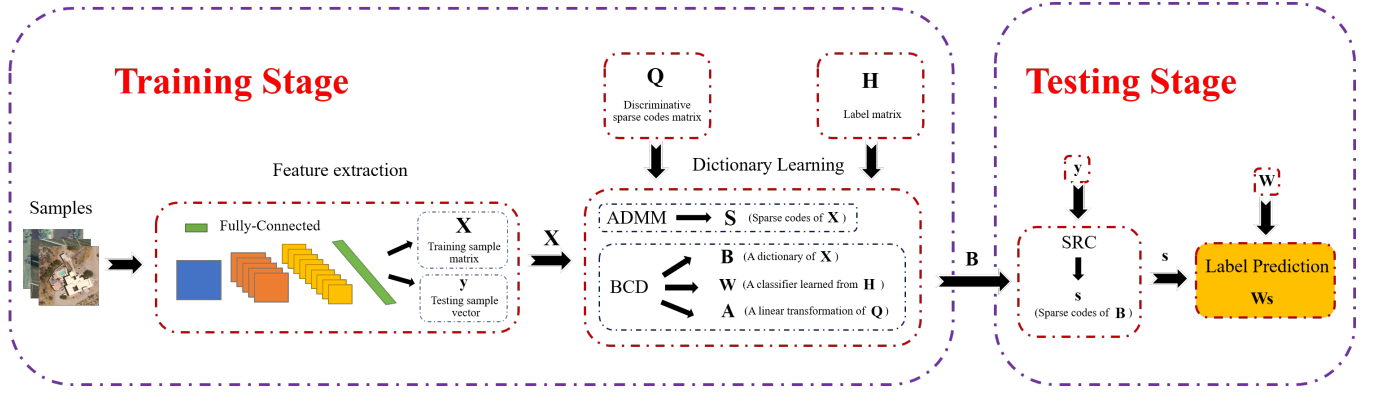 Training Stage
Samples
Feature extraction
Fully-Connected
X
Training sample
matrix
y
Testing sample
vector
X
Q
Discriminative
sparse codes matrix
H
Label matrix
Dictionary Learning
ADMM
S (Sparse codes of X )
BCD
B (A dictionary of X )
W (A classifier learned from H )
A (A linear transformation of Q )
B
Testing Stage
y
SRC
s
(Sparse codes of B )
s
W
Label Prediction
Ws